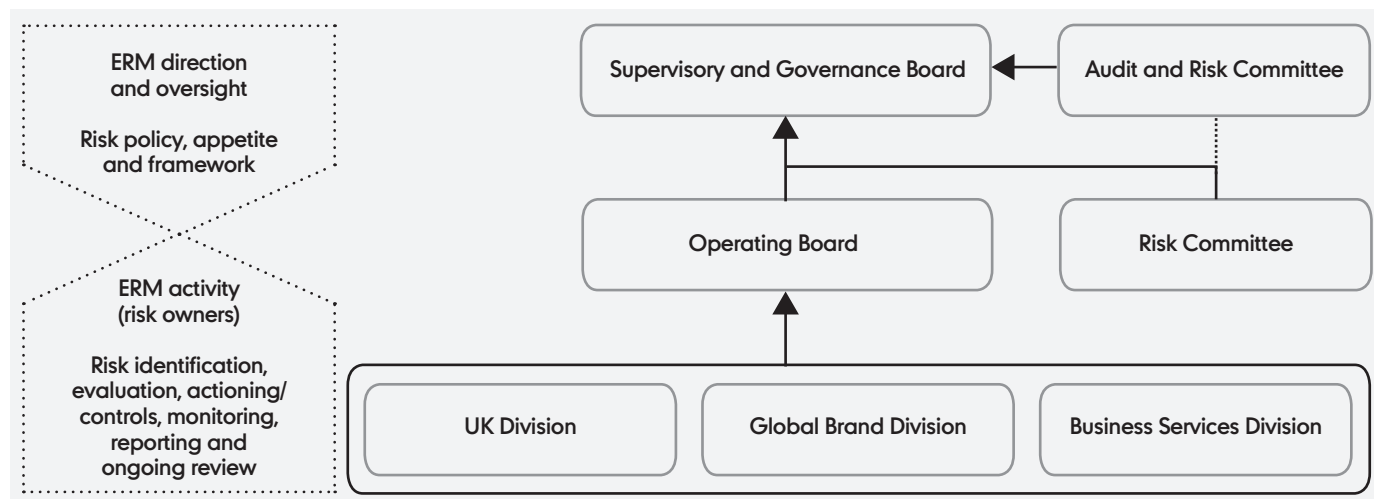 ERM direction
and oversight
Risk policy, appetite
and framework
Supervisory and Governance Board
Audit and Risk Committee
Operating Board
Risk Committee
ERM activity
(risk owners)
Risk identification,
evaluation, actioning/
controls, monitoring,
reporting and
ongoing review
UK Division
Global Brand Division
Business Services Division